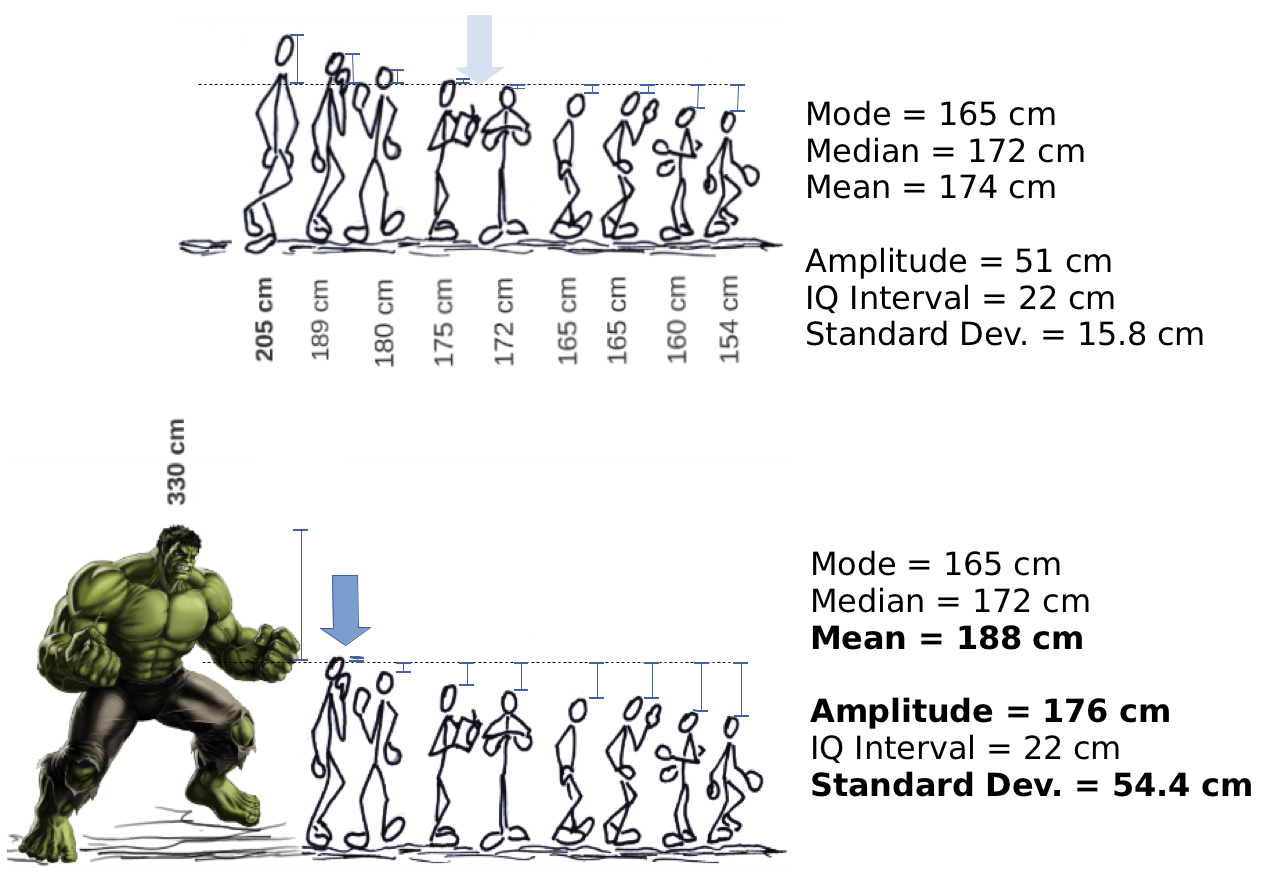 Mode = 165 cm
Median = 172 cm
Mean = 174 cm
Amplitude = 51 cm
IQ Interval = 22 cm
Standard Dev. = 15.8 cm
205 cm
189 cm
180 cm
175 cm
172 cm
165 cm
165 cm
160 cm
154 cm
330 cm
Mode = 165 cm
Median = 172 cm
Mean = 188 cm
Amplitude = 176 cm
IQ Interval = 22 cm
Standard Dev. = 54.4 cm